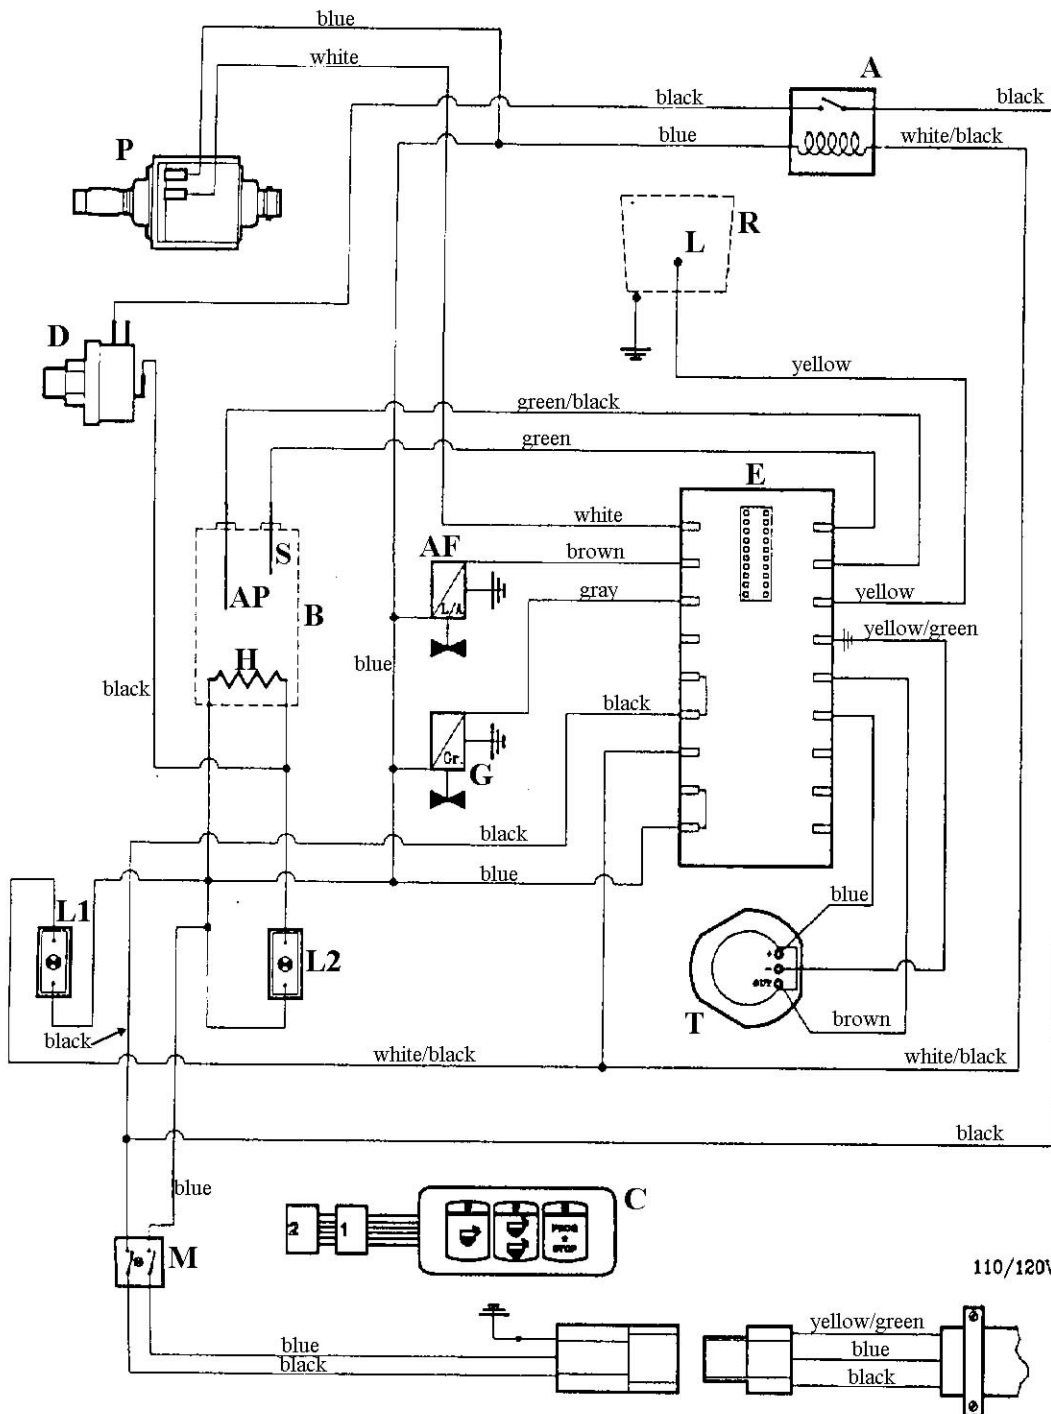 blue
white
A
black
black
blue
white/black
P
R
L
D
yellow
green/black
green
E
white
AF
brown
S
AP
gray
yellow
B
L/A
yellow/green
blue
H
black
black
Gr.
G
black
blue
blue
L1
L2
+
-
OUT
T
brown
black
white/black
white/black
black
blue
C
2
1
PROG
STOP
M
110/120V
yellow/green
blue
blue
black
black